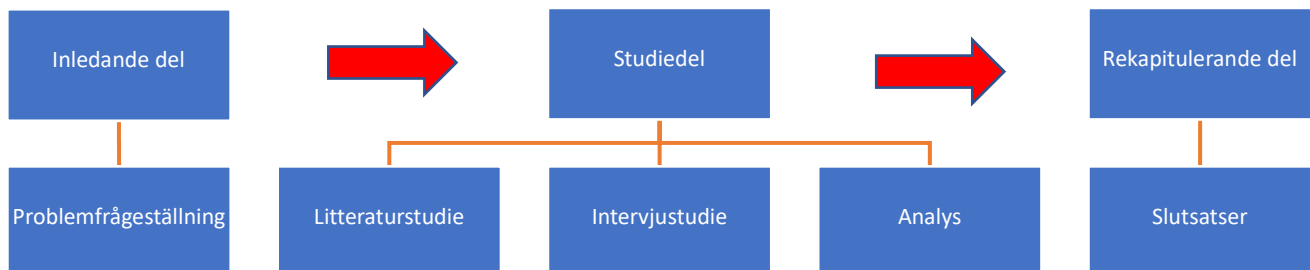 Inledande del
Studiedel
Rekapitulerande del
Problemfrågeställning
Litteraturstudie
Intervjustudie
Analys
Slutsatser